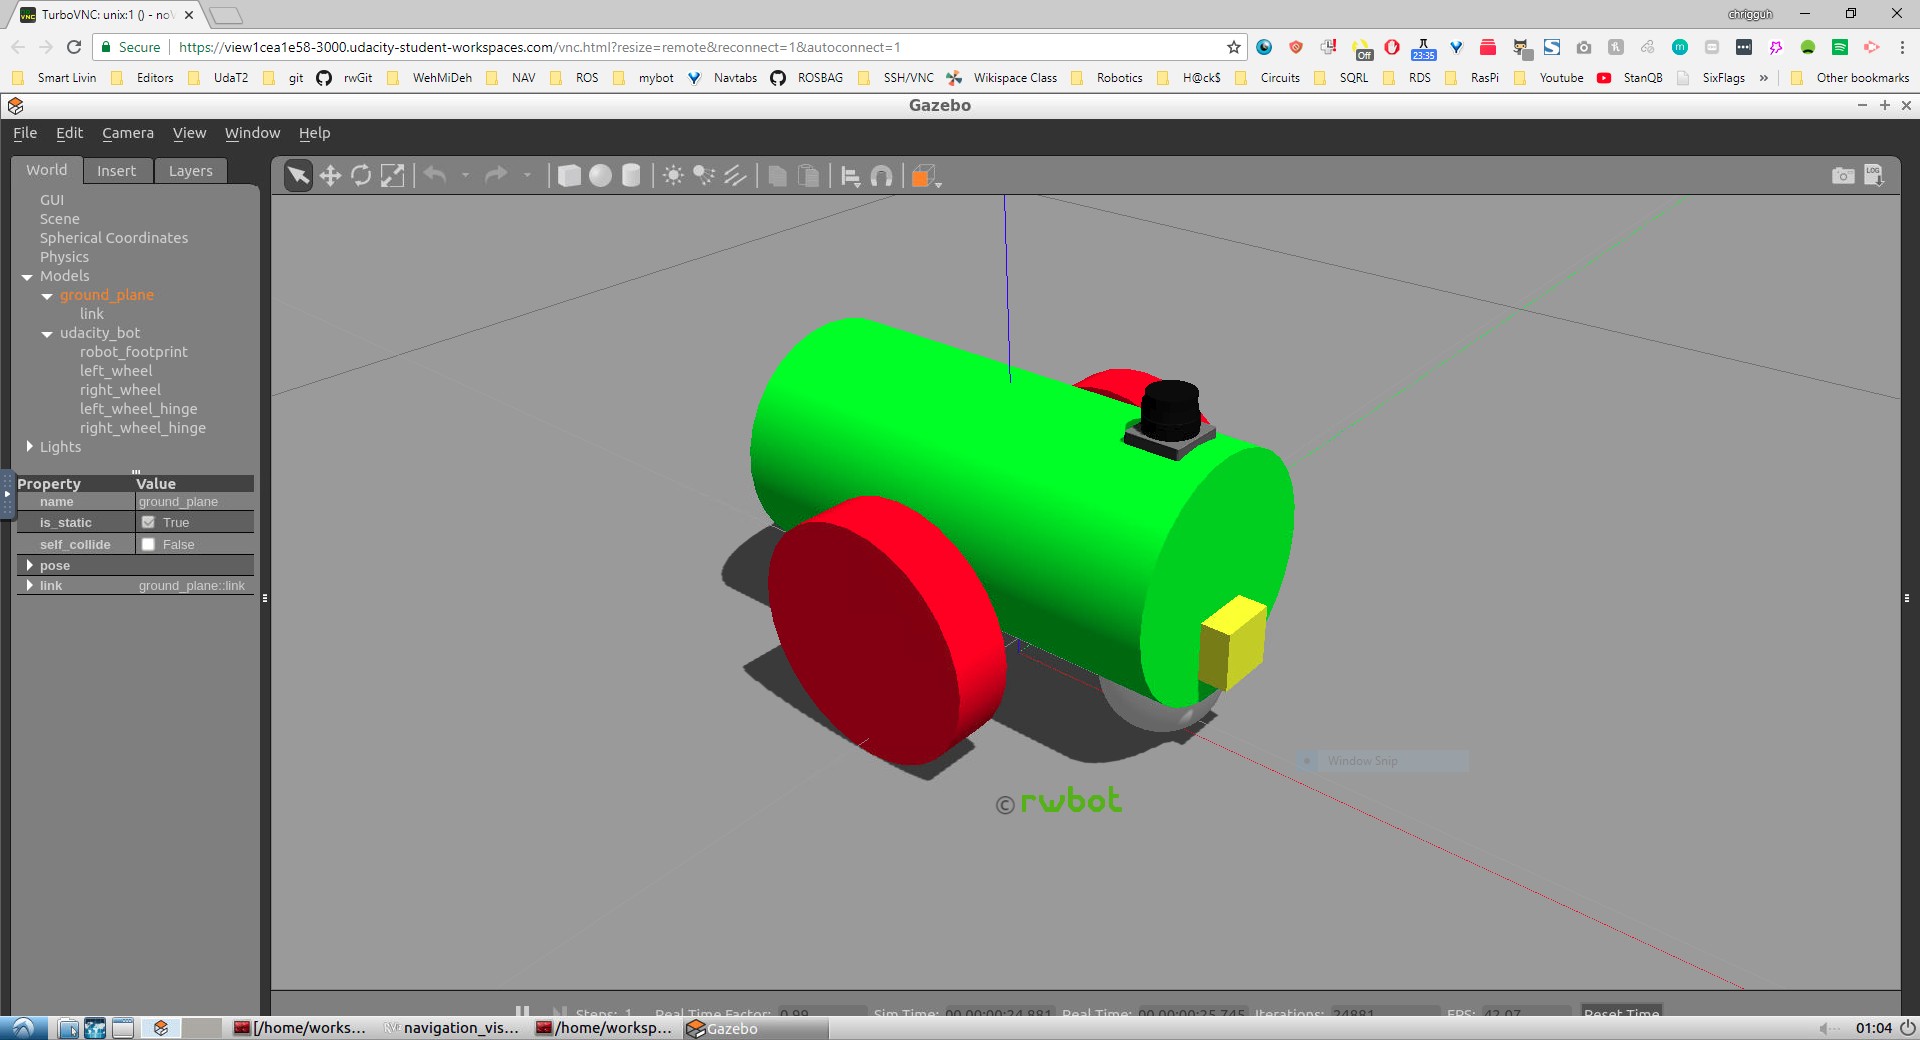 TurboVNC: unix:1 () - no
chrigguh
Secure https://view1cea1e58-3000.udacity-student-workspaces.com/vnc.html?resize=remote&reconnect=1&autoconnect=1
Off
23:35
Smart Livin Editors UdaT2 git rwGit WehMiDeh NAV ROS mybot Navtabs ROSBAG SSH/VNC Wikispace Class Robotics H@ck$ Circuits SQRL RDS RasPi Youtube StanQB SixFlags » Other bookmarks
Gazebo
File Edit Camera View Window Help
World Insert Layers
LOG
GUI
Scene
Spherical Coordinates
Physics
Models
ground_plane
link
udacity_bot
robot_footprint
left_wheel
right_wheel
left_wheel_hinge
right_wheel_hinge
Lights
Property Value
name ground_plane
is_static True
self_collide False
pose
link ground_plane::link
Window Snip
© rwbot
Steps: 1 Real Time Factor: 0.99 Sim Time: 00 00:00:24.881 Real Time: 00 00:00:25.745 Iterations: 24881 FPS: 42.07 Reset Time
[/home/works... navigation_vis... /home/worksp... Gazebo 01:04